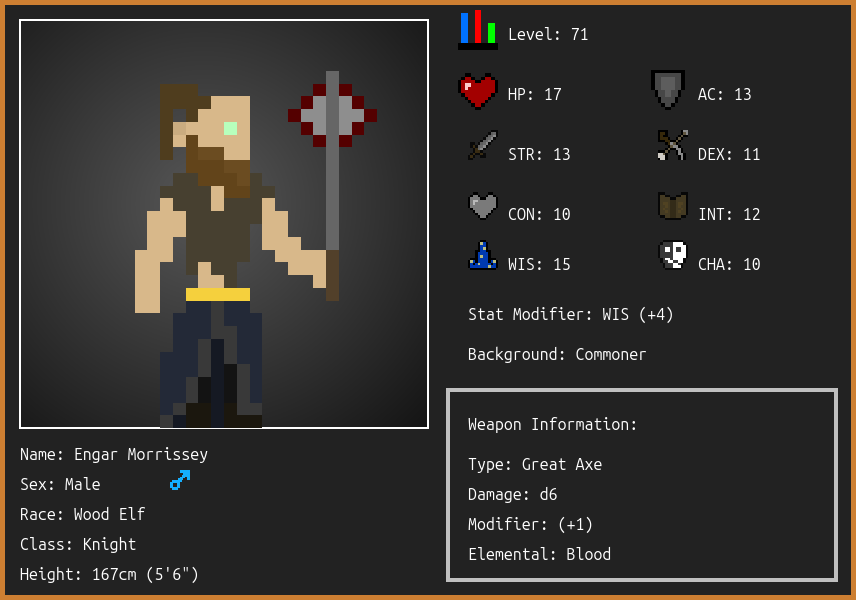 Level: 71
HP: 17
AC: 13
STR: 13
DEX: 11
CON: 10
INT: 12
WIS: 15
CHA: 10
Stat Modifier: WIS (+4)
Background: Commoner
Weapon Information:
Type: Great Axe
Damage: d6
Modifier: (+1)
Elemental: Blood
Name: Engar Morrissey
Sex: Male
Race: Wood Elf
Class: Knight
Height: 167cm (5'6")